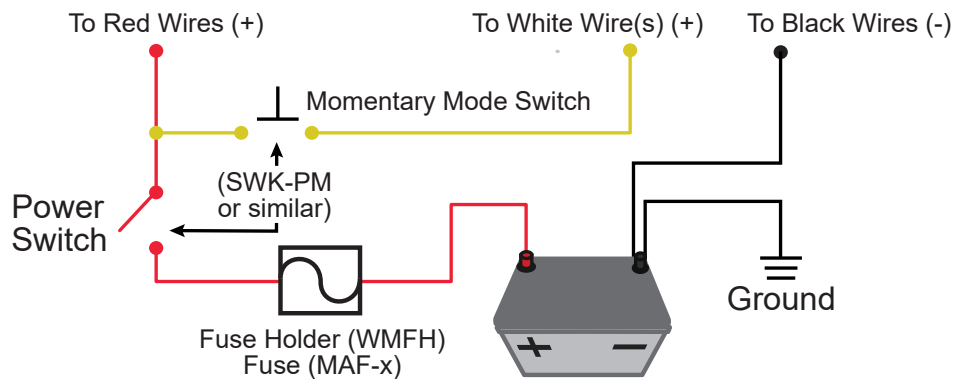 To Red Wires (+)
To White Wire(s) (+)
To Black Wires (-)
Momentary Mode Switch
(SWK-PM
or similar)
Power
Switch
Fuse Holder (WMFH)
Fuse (MAF-x)
Ground
+ −